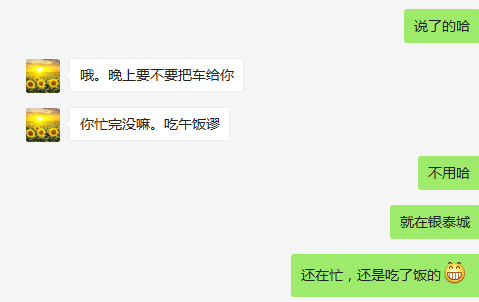 说了的哈
哦。晚上要不要把车给你
你忙完没嘛。吃午饭谬
不用哈
就在银泰城
还在忙，还是吃了饭的😁